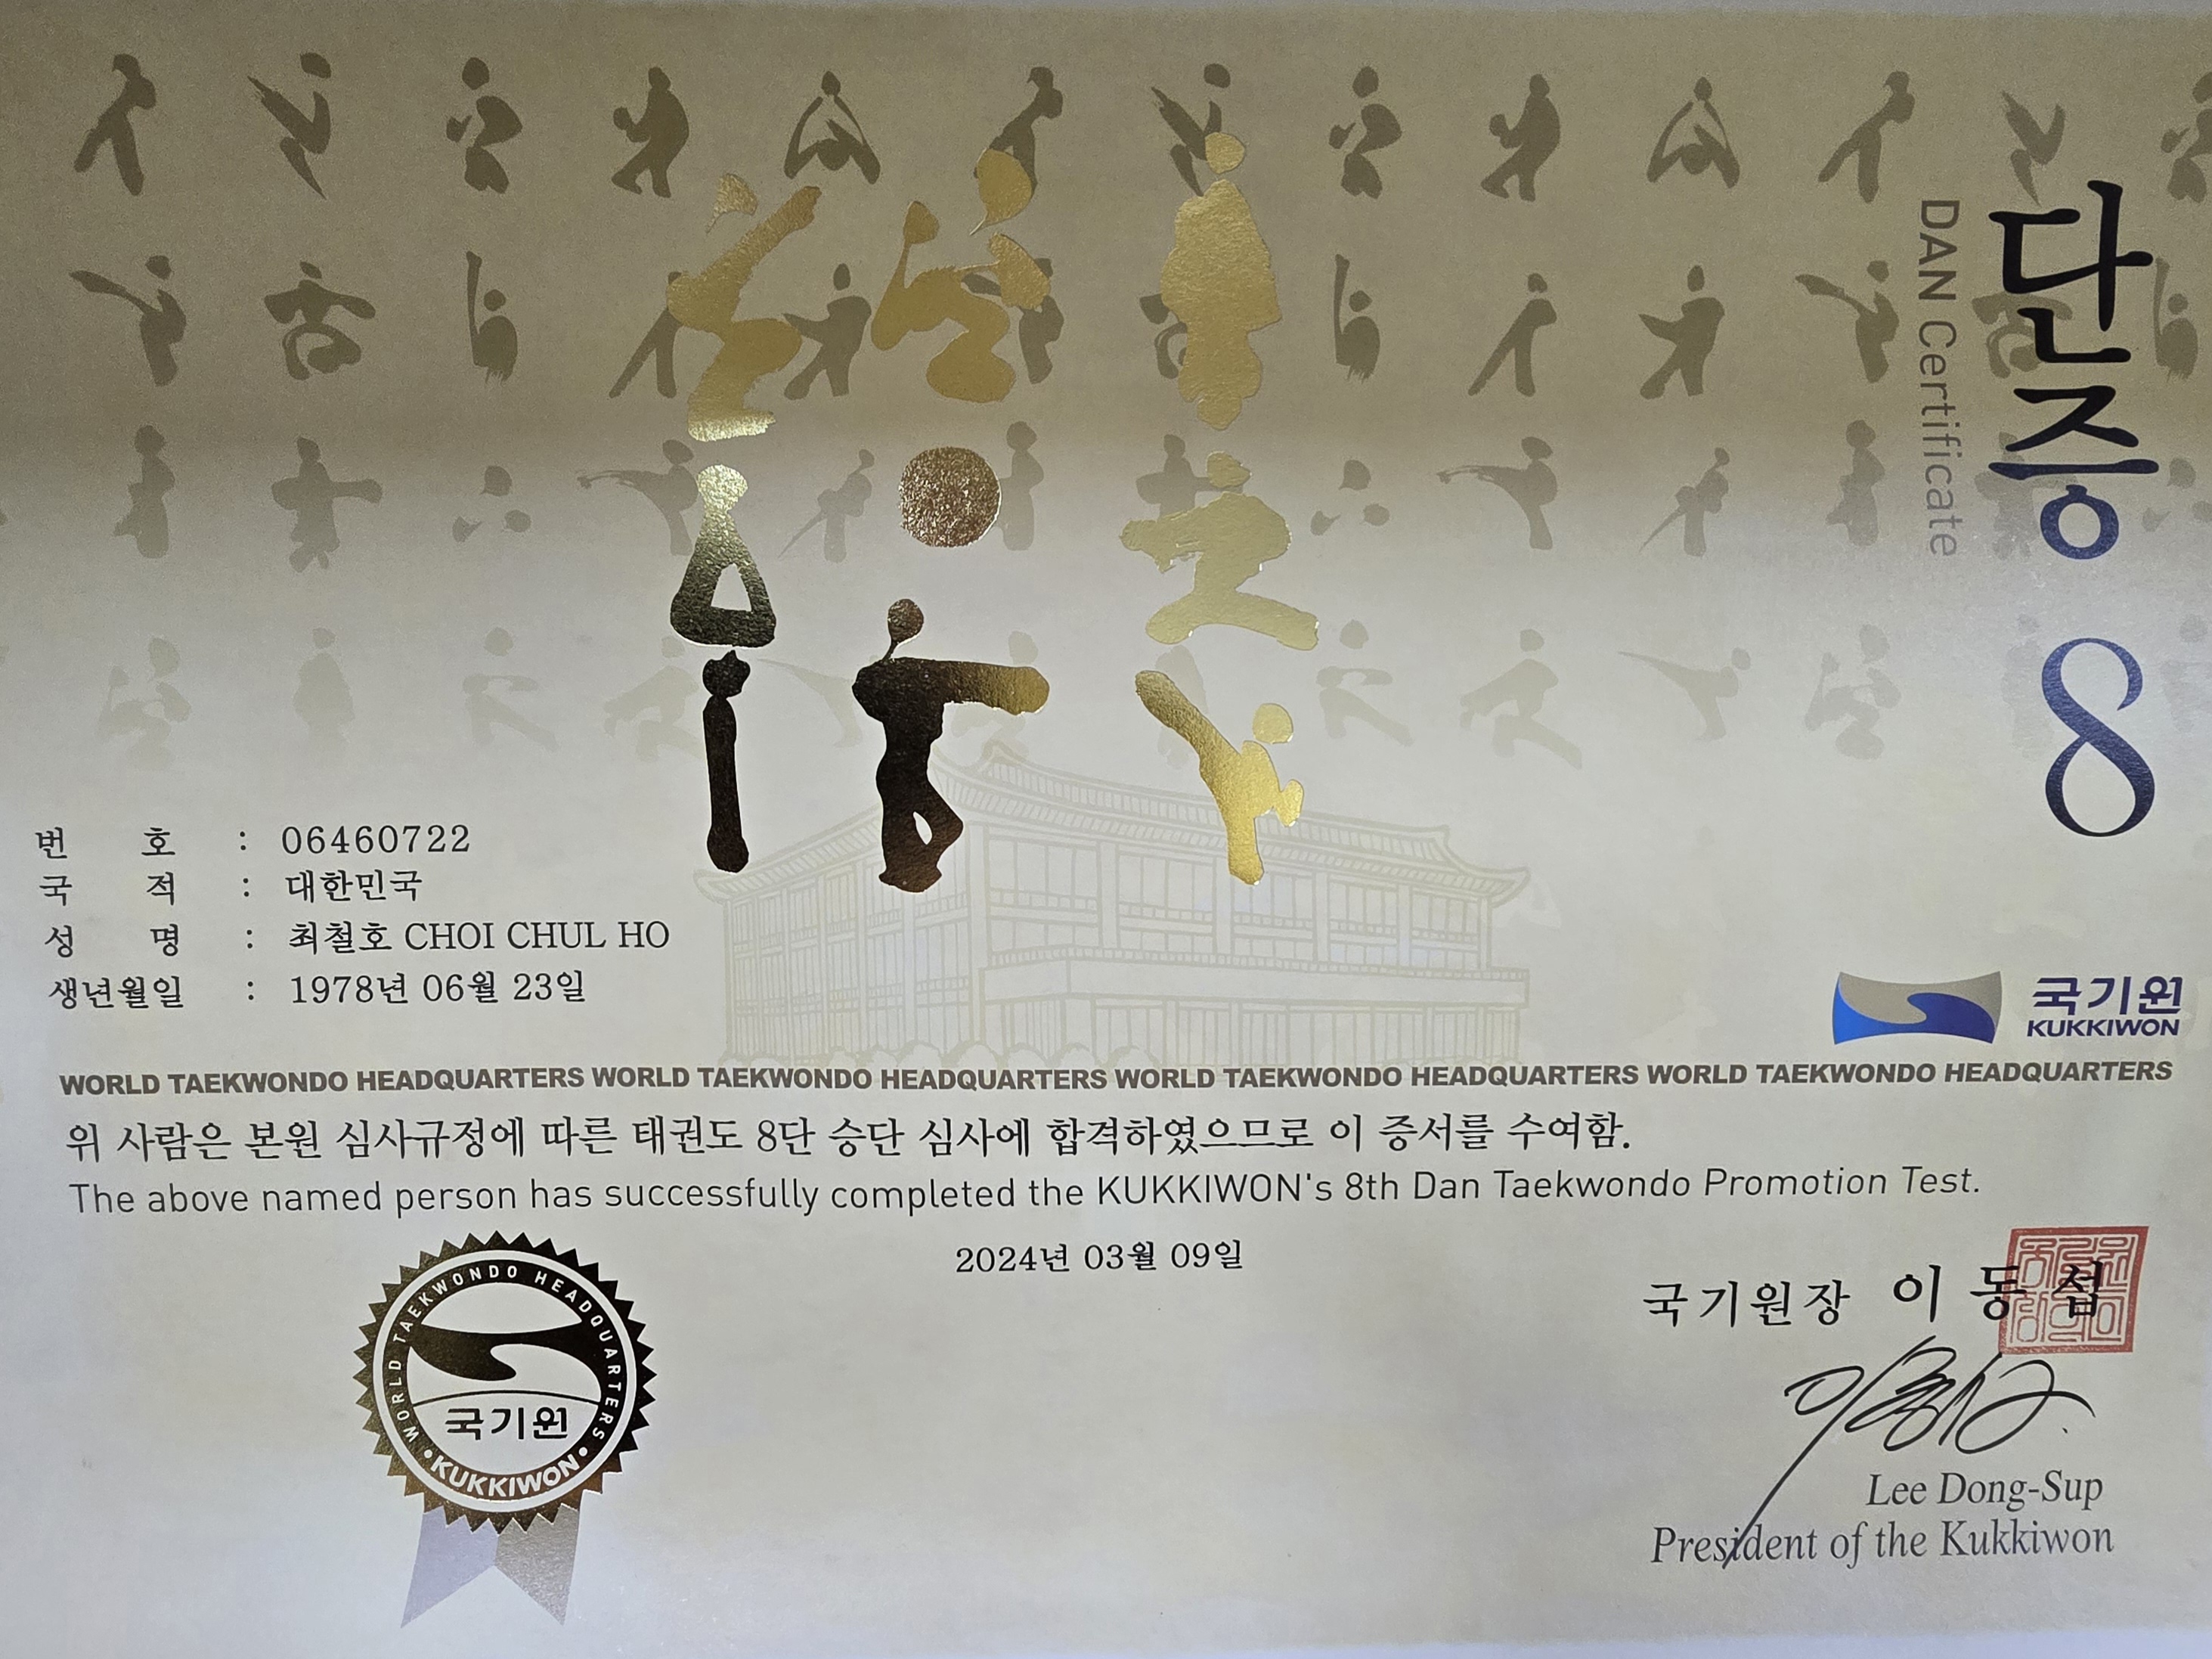 단증
DAN Certificate
8
번 호 : 06460722
국 적 : 대한민국
성 명 : 최철호 CHOI CHUL HO
생년월일 : 1978년 06월 23일
국기원
KUKKIWON
WORLD TAEKWONDO HEADQUARTERS WORLD TAEKWONDO HEADQUARTERS WORLD TAEKWONDO HEADQUARTERS WORLD TAEKWONDO HEADQUARTERS
위 사람은 본원 심사규정에 따른 태권도 8단 승단 심사에 합격하였으므로 이 증서를 수여함.
The above named person has successfully completed the KUKKIWON's 8th Dan Taekwondo Promotion Test.
2024년 03월 09일
WORLD TAEKWONDO HEADQUARTERS
국기원
KUKKIWON
국기원장 이동섭
Lee Dong-Sup
President of the Kukkiwon